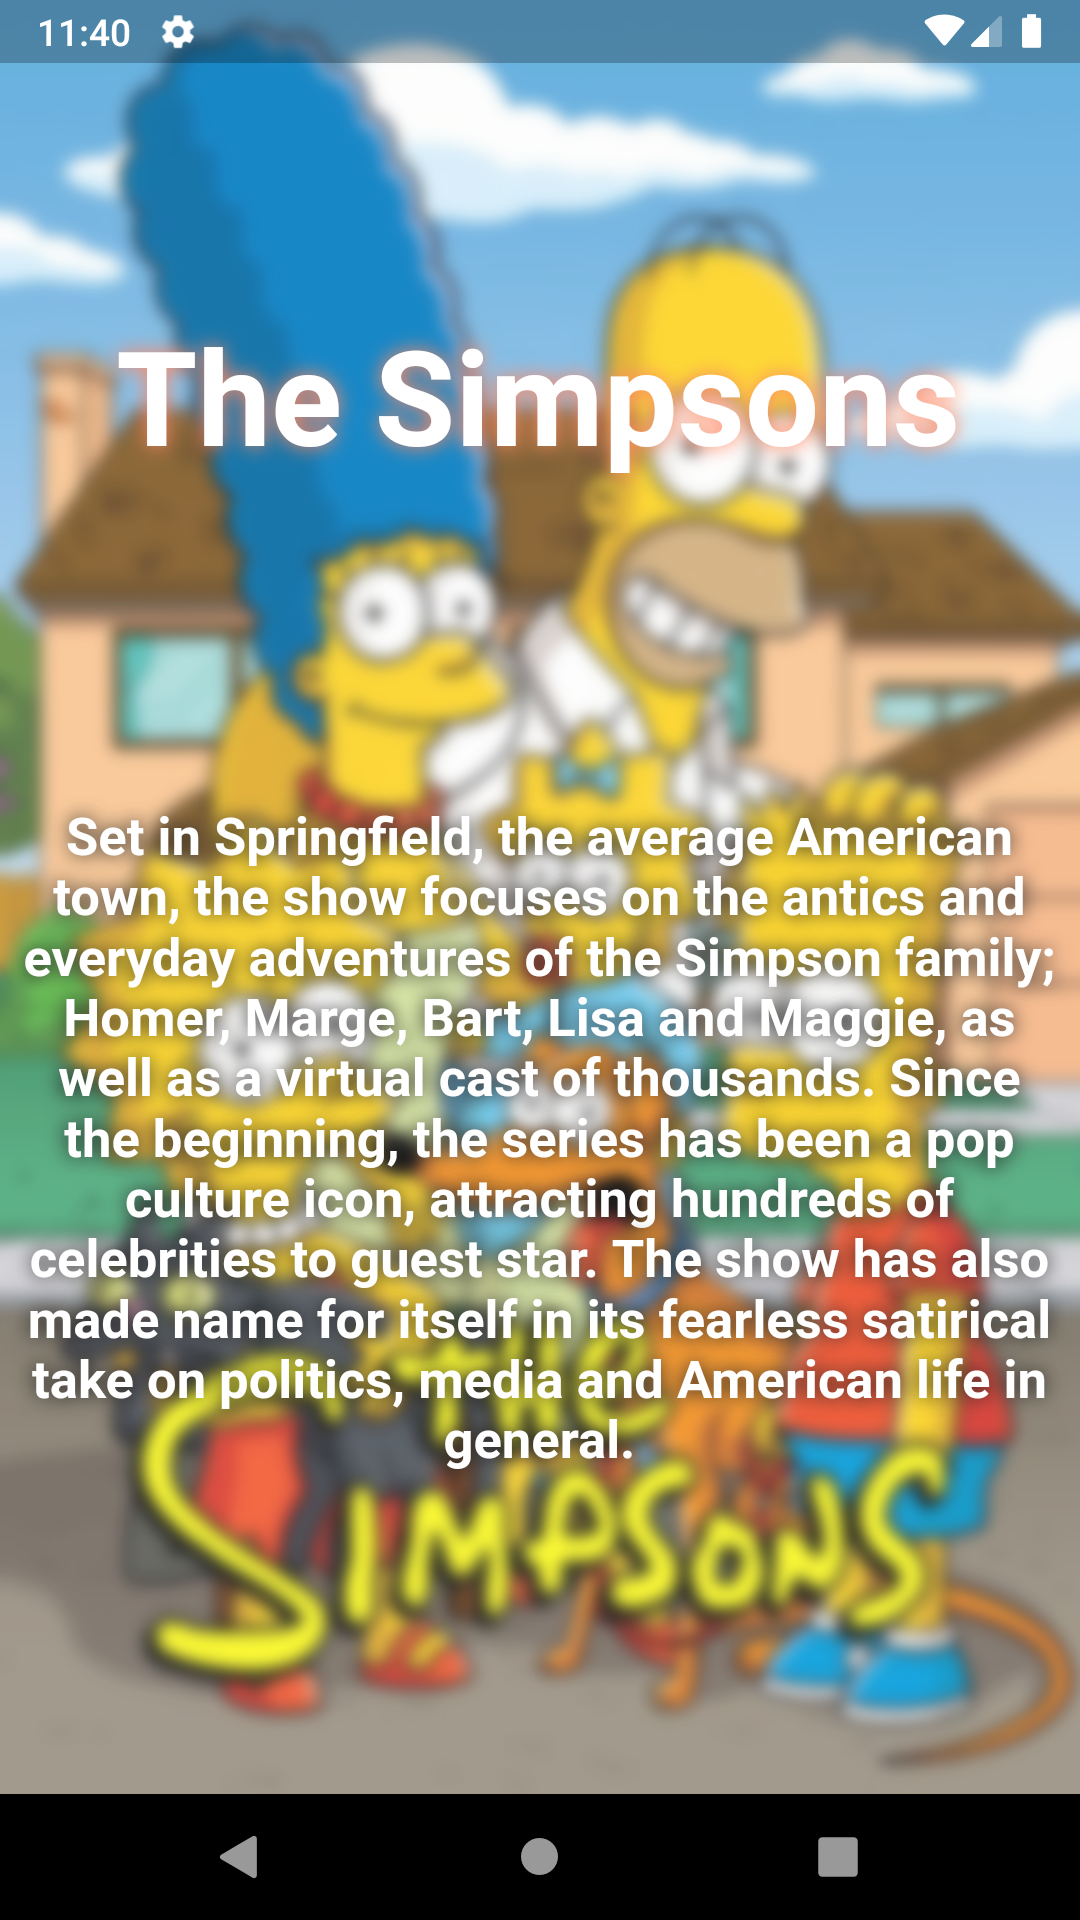 11:40
The Simpsons
Set in Springfield, the average American
town, the show focuses on the antics and
everyday adventures of the Simpson family;
Homer, Marge, Bart, Lisa and Maggie, as
well as a virtual cast of thousands. Since
the beginning, the series has been a pop
culture icon, attracting hundreds of
celebrities to guest star. The show has also
made name for itself in its fearless satirical
take on politics, media and American life in
general.
THE
SIMPSONS